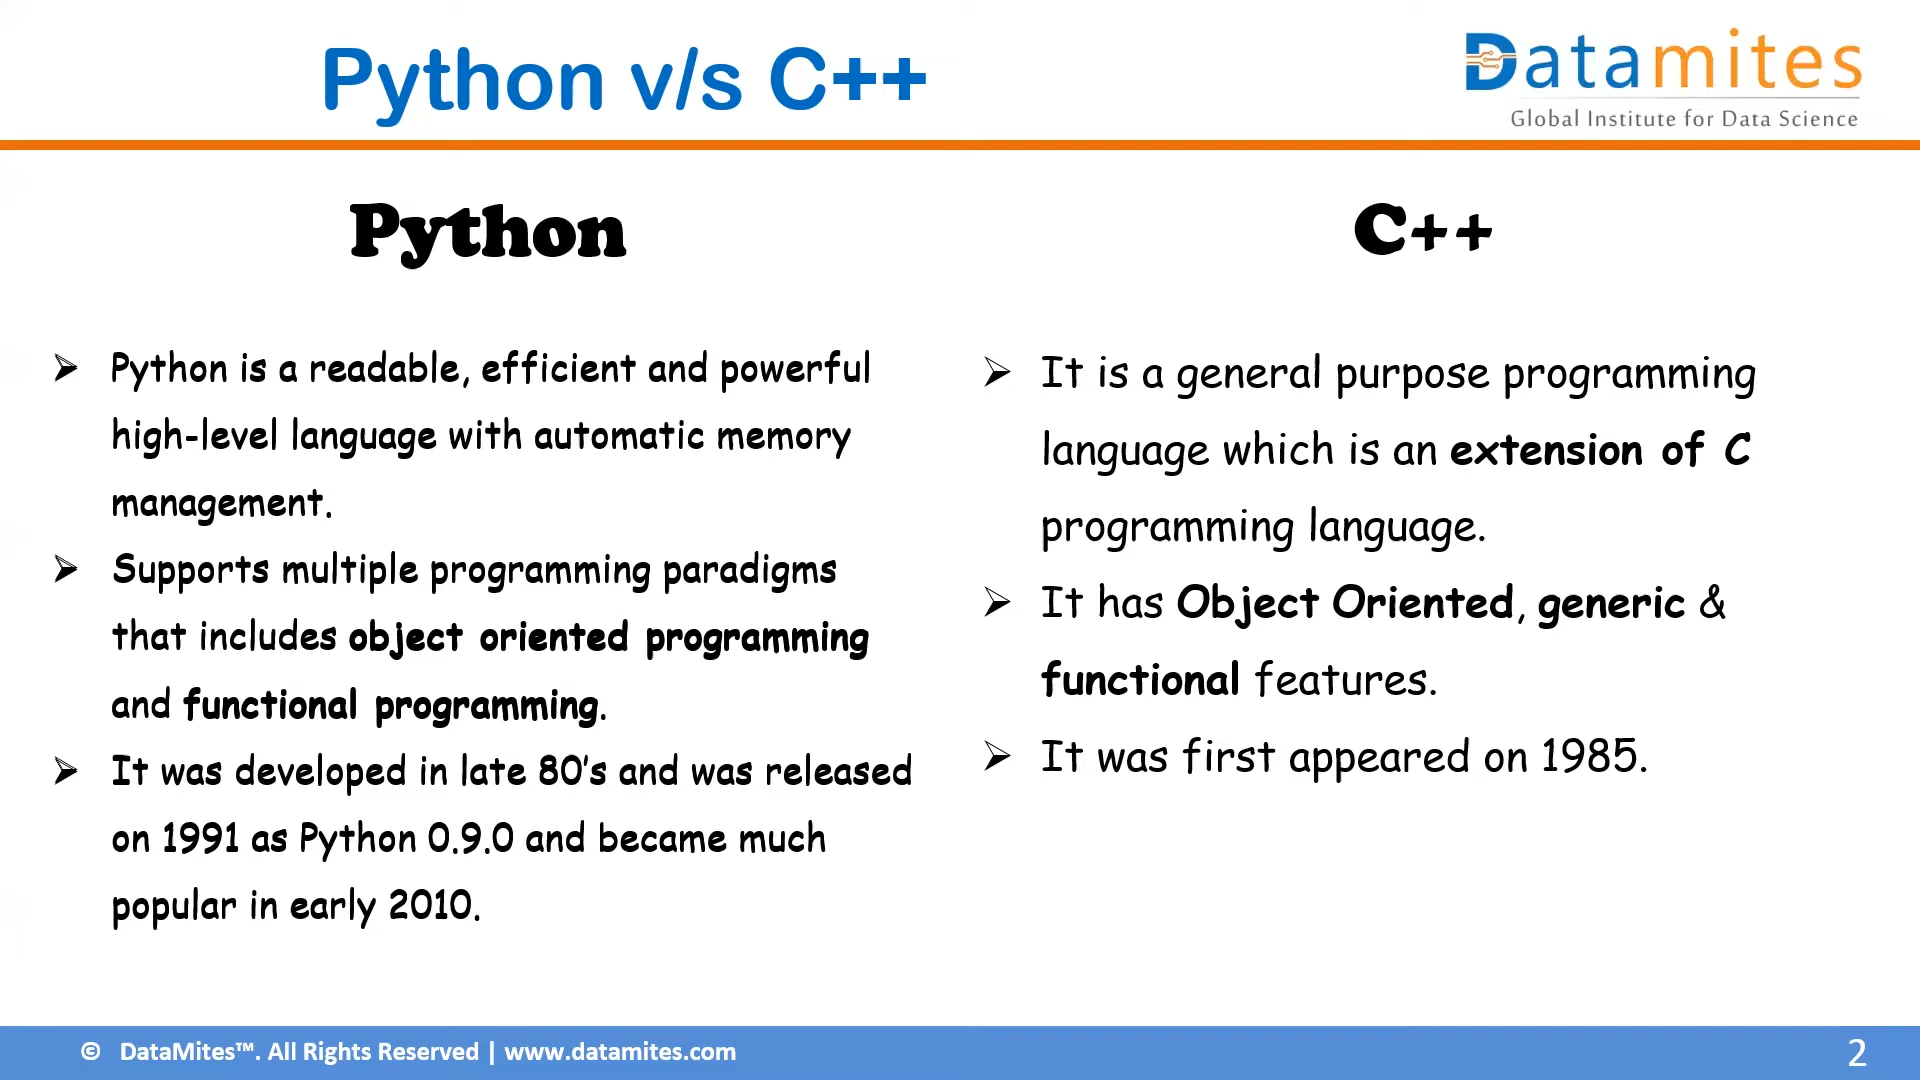 Python v/s C++
Datamites
Global Institute for Data Science
Python
➢ Python is a readable, efficient and powerful
high-level language with automatic memory
management.
➢ Supports multiple programming paradigms
that includes object oriented programming
and functional programming.
➢ It was developed in late 80's and was released
on 1991 as Python 0.9.0 and became much
popular in early 2010.
C++
➢ It is a general purpose programming
language which is an extension of C
programming language.
➢ It has Object Oriented, generic &
functional features.
➢ It was first appeared on 1985.
© DataMites™. All Rights Reserved | www.datamites.com
2